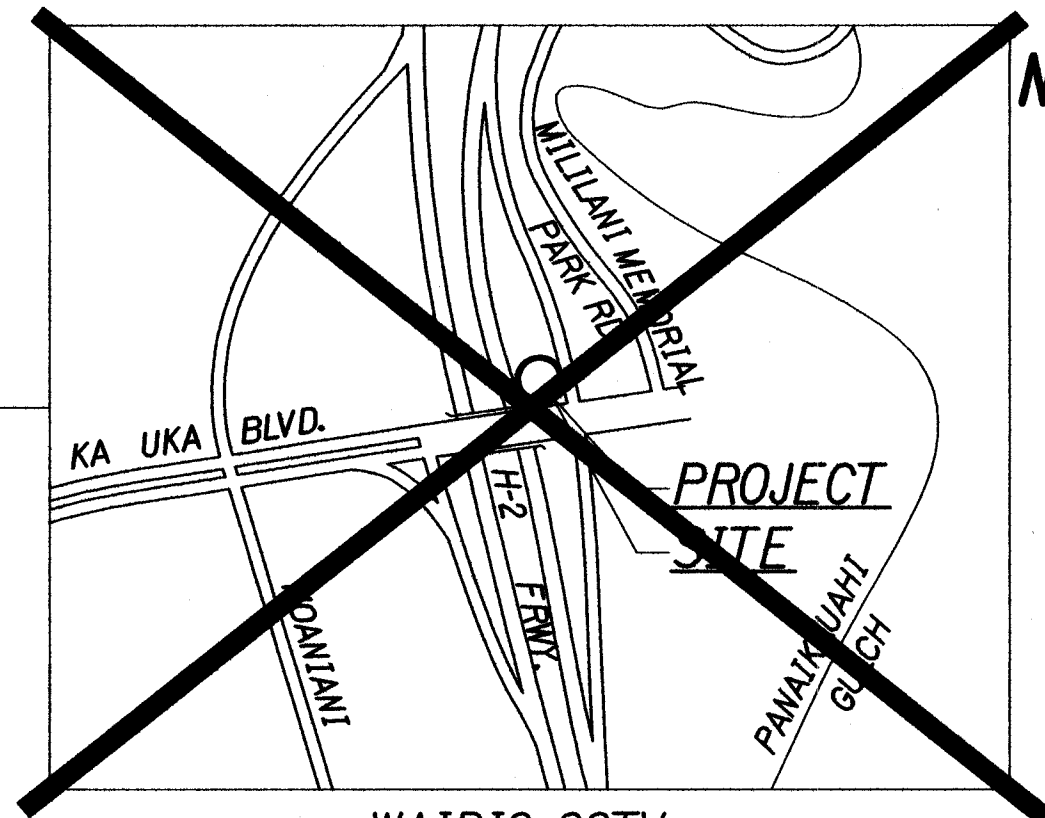 MILILANI MEMORIAL
PARK RD.
KA UKA BLVD.
PROJECT
SITE
H-2 FRWY.
PANAIKAUAHI
GULCH